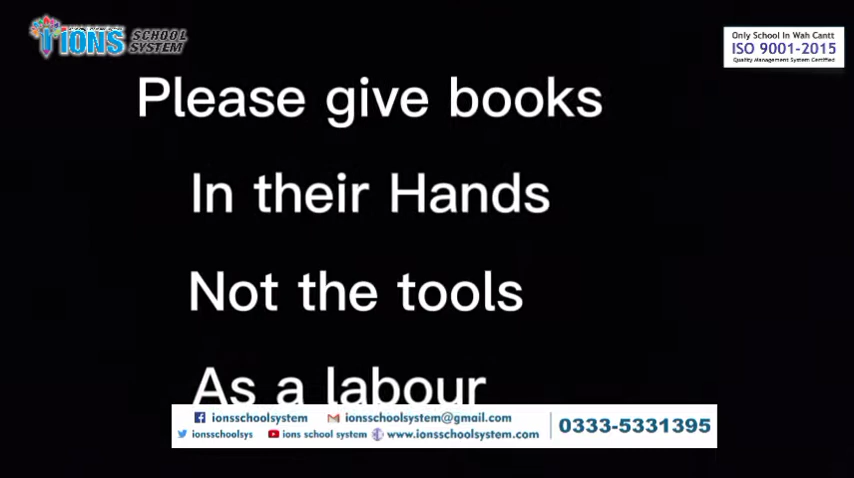 IONS SCHOOL
SYSTEM
Only School In Wah Cantt
ISO 9001-2015
Quality Management System Certified
Please give books
In their Hands
Not the tools
As a labour
ionsschoolsystem ionsschoolsystem@gmail.com
ionsschoolsys ions school system www.ionsschoolsystem.com
0333-5331395